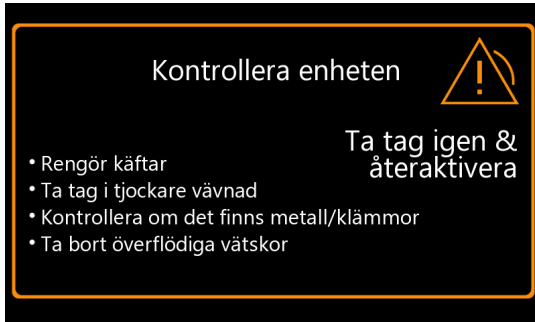 Kontrollera enheten
Ta tag igen &
återaktivera
• Rengör käftar
• Ta tag i tjockare vävnad
• Kontrollera om det finns metall/klämmor
• Ta bort överflödiga vätskor